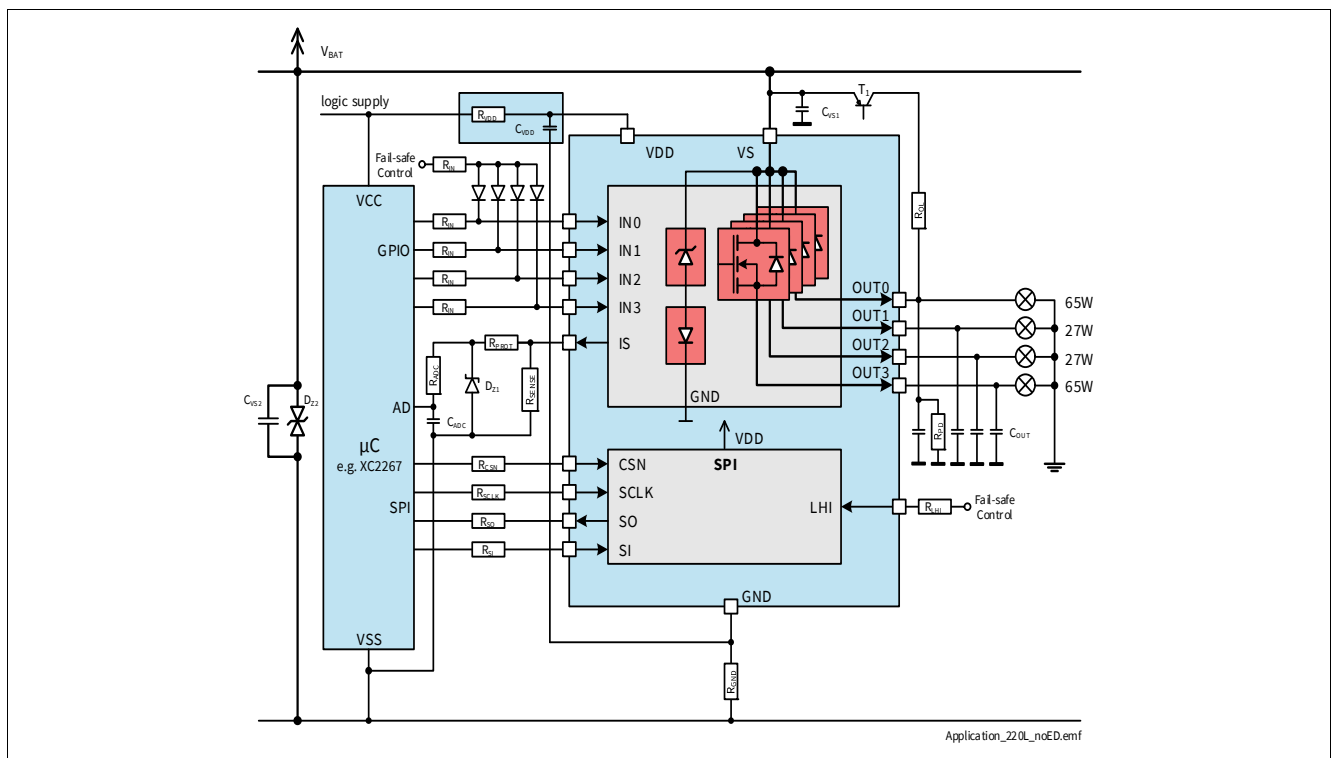 VBAT
logic supply
RVDD
CVDD
T1
CVS1
VDD
VS
Fail-safe
Control
RIN
VCC
ROL
RIN
IN0
GPIO
RIN
IN1
RIN
IN2
OUT0
65W
RIN
IN3
OUT1
27W
RPROT
IS
OUT2
27W
RADC
DZ1
RSENSE
OUT3
65W
GND
CVS2
DZ2
AD
CADC
RPD
COUT
µC
VDD
e.g. XC2267
RCSN
CSN
SPI
SPI
RSCLK
SCLK
LHI
RLHI
Fail-safe
Control
RSO
SO
RSI
SI
GND
VSS
RGND
Application_220L_noED.emf